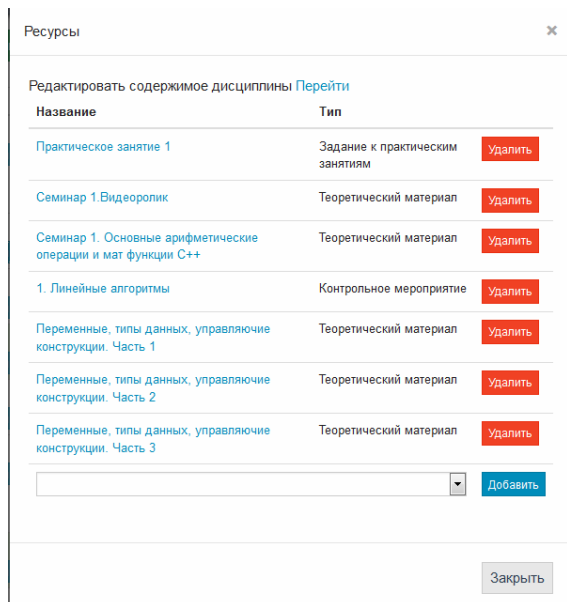 Ресурсы ×
Редактировать содержимое дисциплины Перейти
Название Тип
Практическое занятие 1 Задание к практическим занятиям Удалить
Семинар 1.Видеоролик Теоретический материал Удалить
Семинар 1. Основные арифметические операции и мат функции С++ Теоретический материал Удалить
1. Линейные алгоритмы Контрольное мероприятие Удалить
Переменные, типы данных, управляючие конструкции. Часть 1 Теоретический материал Удалить
Переменные, типы данных, управляючие конструкции. Часть 2 Теоретический материал Удалить
Переменные, типы данных, управляючие конструкции. Часть 3 Теоретический материал Удалить
Добавить
Закрыть